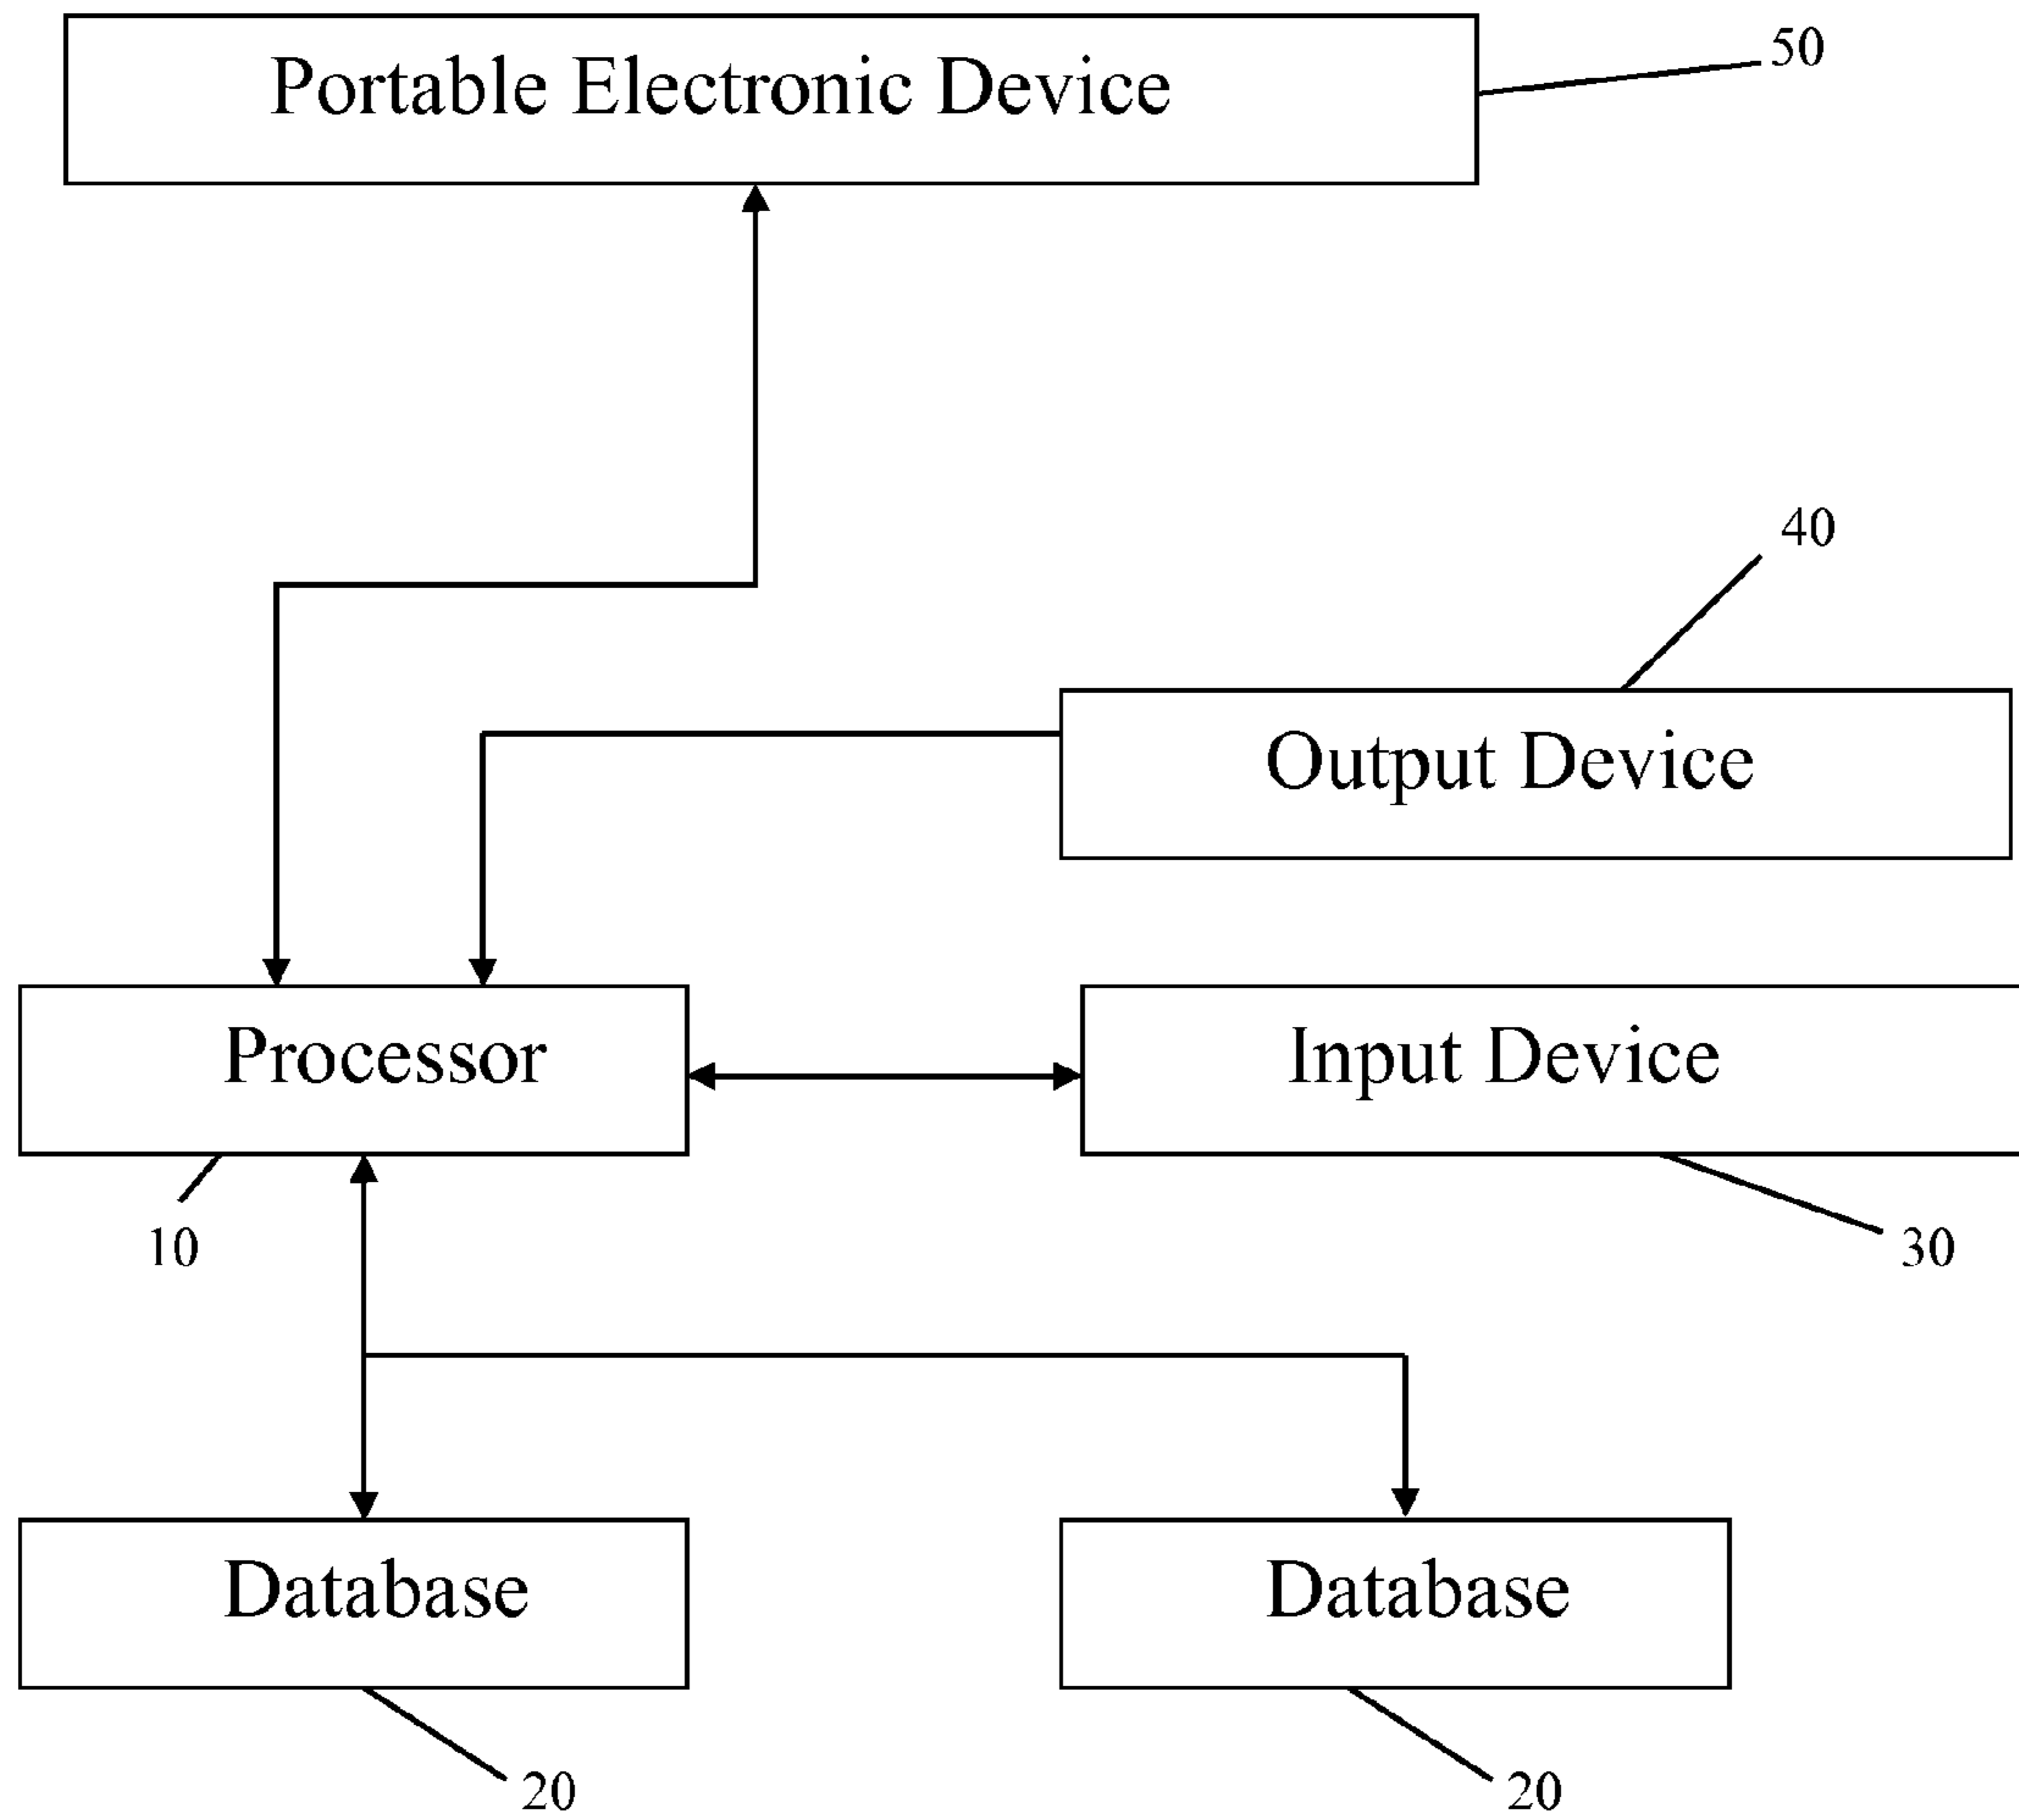 Portable Electronic Device
50
40
Output Device
Processor
Input Device
10
30
Database
Database
20
20